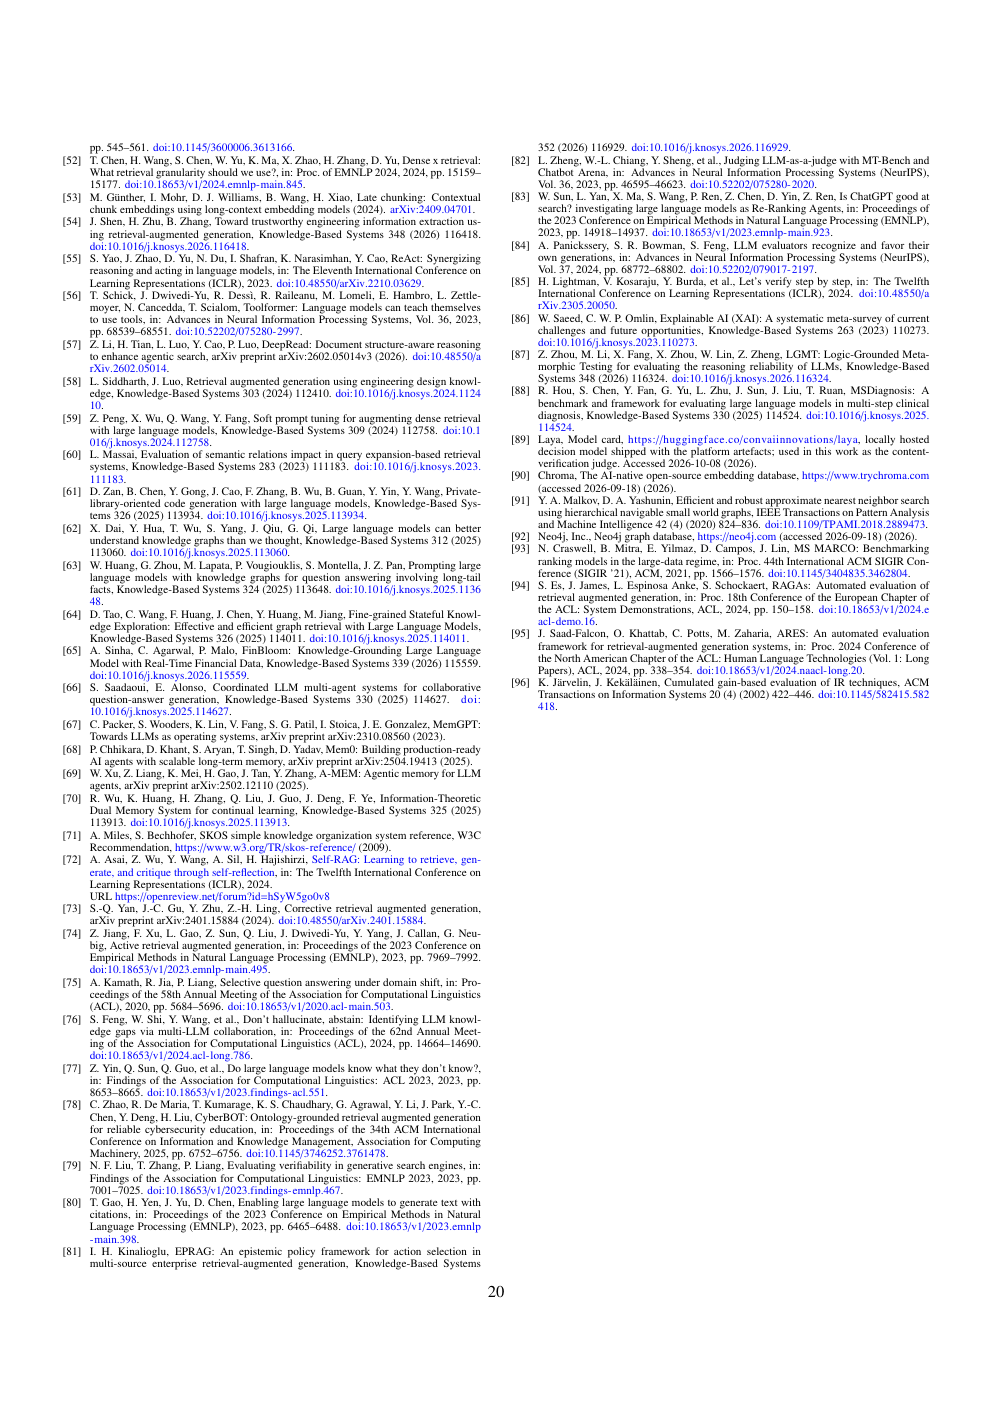 pp. 545–561. doi:10.1145/3600006.3613166.
[52] T. Chen, H. Wang, S. Chen, W. Yu, K. Ma, X. Zhao, H. Zhang, D. Yu, Dense x retrieval:
What retrieval granularity should we use?, in: Proc. of EMNLP 2024, 2024, pp. 15159–
15177. doi:10.18653/v1/2024.emnlp-main.845.
[53] M. Günther, I. Mohr, D. J. Williams, B. Wang, H. Xiao, Late chunking: Contextual
chunk embeddings using long-context embedding models (2024). arXiv:2409.04701.
[54] J. Shen, H. Zhu, B. Zhang, Toward trustworthy engineering information extraction us-
ing retrieval-augmented generation, Knowledge-Based Systems 348 (2026) 116418.
doi:10.1016/j.knosys.2026.116418.
[55] S. Yao, J. Zhao, D. Yu, N. Du, I. Shafran, K. Narasimhan, Y. Cao, ReAct: Synergizing
reasoning and acting in language models, in: The Eleventh International Conference on
Learning Representations (ICLR), 2023. doi:10.48550/arXiv.2210.03629.
[56] T. Schick, J. Dwivedi-Yu, R. Dessì, R. Raileanu, M. Lomeli, E. Hambro, L. Zettle-
moyer, N. Cancedda, T. Scialom, Toolformer: Language models can teach themselves
to use tools, in: Advances in Neural Information Processing Systems, Vol. 36, 2023,
pp. 68539–68551. doi:10.52202/075280-2997.
[57] Z. Li, H. Tian, L. Luo, Y. Cao, P. Luo, DeepRead: Document structure-aware reasoning
to enhance agentic search, arXiv preprint arXiv:2602.05014v3 (2026). doi:10.48550/a
rXiv.2602.05014.
[58] L. Siddharth, J. Luo, Retrieval augmented generation using engineering design knowl-
edge, Knowledge-Based Systems 303 (2024) 112410. doi:10.1016/j.knosys.2024.1124
10.
[59] Z. Peng, X. Wu, Q. Wang, Y. Fang, Soft prompt tuning for augmenting dense retrieval
with large language models, Knowledge-Based Systems 309 (2024) 112758. doi:10.1
016/j.knosys.2024.112758.
[60] L. Massai, Evaluation of semantic relations impact in query expansion-based retrieval
systems, Knowledge-Based Systems 283 (2023) 111183. doi:10.1016/j.knosys.2023.
111183.
[61] D. Zan, B. Chen, Y. Gong, J. Cao, F. Zhang, B. Wu, B. Guan, Y. Yin, Y. Wang, Private-
library-oriented code generation with large language models, Knowledge-Based Sys-
tems 326 (2025) 113934. doi:10.1016/j.knosys.2025.113934.
[62] X. Dai, Y. Hua, T. Wu, S. Yang, J. Qiu, G. Qi, Large language models can better
understand knowledge graphs than we thought, Knowledge-Based Systems 312 (2025)
113060. doi:10.1016/j.knosys.2025.113060.
[63] W. Huang, G. Zhou, M. Lapata, P. Vougiouklis, S. Montella, J. Z. Pan, Prompting large
language models with knowledge graphs for question answering involving long-tail
facts, Knowledge-Based Systems 324 (2025) 113648. doi:10.1016/j.knosys.2025.1136
48.
[64] D. Tao, C. Wang, F. Huang, J. Chen, Y. Huang, M. Jiang, Fine-grained Stateful Knowl-
edge Exploration: Effective and efficient graph retrieval with Large Language Models,
Knowledge-Based Systems 326 (2025) 114011. doi:10.1016/j.knosys.2025.114011.
[65] A. Sinha, C. Agarwal, P. Malo, FinBloom: Knowledge-Grounding Large Language
Model with Real-Time Financial Data, Knowledge-Based Systems 339 (2026) 115559.
doi:10.1016/j.knosys.2026.115559.
[66] S. Saadaoui, E. Alonso, Coordinated LLM multi-agent systems for collaborative
question-answer generation, Knowledge-Based Systems 330 (2025) 114627. doi:
10.1016/j.knosys.2025.114627.
[67] C. Packer, S. Wooders, K. Lin, V. Fang, S. G. Patil, I. Stoica, J. E. Gonzalez, MemGPT:
Towards LLMs as operating systems, arXiv preprint arXiv:2310.08560 (2023).
[68] P. Chhikara, D. Khant, S. Aryan, T. Singh, D. Yadav, Mem0: Building production-ready
AI agents with scalable long-term memory, arXiv preprint arXiv:2504.19413 (2025).
[69] W. Xu, Z. Liang, K. Mei, H. Gao, J. Tan, Y. Zhang, A-MEM: Agentic memory for LLM
agents, arXiv preprint arXiv:2502.12110 (2025).
[70] R. Wu, K. Huang, H. Zhang, Q. Liu, J. Guo, J. Deng, F. Ye, Information-Theoretic
Dual Memory System for continual learning, Knowledge-Based Systems 325 (2025)
113913. doi:10.1016/j.knosys.2025.113913.
[71] A. Miles, S. Bechhofer, SKOS simple knowledge organization system reference, W3C
Recommendation, https://www.w3.org/TR/skos-reference/ (2009).
[72] A. Asai, Z. Wu, Y. Wang, A. Sil, H. Hajishirzi, Self-RAG: Learning to retrieve, gen-
erate, and critique through self-reflection, in: The Twelfth International Conference on
Learning Representations (ICLR), 2024.
URL https://openreview.net/forum?id=hSyW5go0v8
[73] S.-Q. Yan, J.-C. Gu, Y. Zhu, Z.-H. Ling, Corrective retrieval augmented generation,
arXiv preprint arXiv:2401.15884 (2024). doi:10.48550/arXiv.2401.15884.
[74] Z. Jiang, F. Xu, L. Gao, Z. Sun, Q. Liu, J. Dwivedi-Yu, Y. Yang, J. Callan, G. Neu-
big, Active retrieval augmented generation, in: Proceedings of the 2023 Conference on
Empirical Methods in Natural Language Processing (EMNLP), 2023, pp. 7969–7992.
doi:10.18653/v1/2023.emnlp-main.495.
[75] A. Kamath, R. Jia, P. Liang, Selective question answering under domain shift, in: Pro-
ceedings of the 58th Annual Meeting of the Association for Computational Linguistics
(ACL), 2020, pp. 5684–5696. doi:10.18653/v1/2020.acl-main.503.
[76] S. Feng, W. Shi, Y. Wang, et al., Don't hallucinate, abstain: Identifying LLM knowl-
edge gaps via multi-LLM collaboration, in: Proceedings of the 62nd Annual Meet-
ing of the Association for Computational Linguistics (ACL), 2024, pp. 14664–14690.
doi:10.18653/v1/2024.acl-long.786.
[77] Z. Yin, Q. Sun, Q. Guo, et al., Do large language models know what they don't know?,
in: Findings of the Association for Computational Linguistics: ACL 2023, 2023, pp.
8653–8665. doi:10.18653/v1/2023.findings-acl.551.
[78] C. Zhao, R. De Maria, T. Kumarage, K. S. Chaudhary, G. Agrawal, Y. Li, J. Park, Y.-C.
Chen, Y. Deng, H. Liu, CyberBOT: Ontology-grounded retrieval augmented generation
for reliable cybersecurity education, in: Proceedings of the 34th ACM International
Conference on Information and Knowledge Management, Association for Computing
Machinery, 2025, pp. 6752–6756. doi:10.1145/3746252.3761478.
[79] N. F. Liu, T. Zhang, P. Liang, Evaluating verifiability in generative search engines, in:
Findings of the Association for Computational Linguistics: EMNLP 2023, 2023, pp.
7001–7025. doi:10.18653/v1/2023.findings-emnlp.467.
[80] T. Gao, H. Yen, J. Yu, D. Chen, Enabling large language models to generate text with
citations, in: Proceedings of the 2023 Conference on Empirical Methods in Natural
Language Processing (EMNLP), 2023, pp. 6465–6488. doi:10.18653/v1/2023.emnlp
-main.398.
[81] I. H. Kinalioglu, EPRAG: An epistemic policy framework for action selection in
multi-source enterprise retrieval-augmented generation, Knowledge-Based Systems
352 (2026) 116929. doi:10.1016/j.knosys.2026.116929.
[82] L. Zheng, W.-L. Chiang, Y. Sheng, et al., Judging LLM-as-a-judge with MT-Bench and
Chatbot Arena, in: Advances in Neural Information Processing Systems (NeurIPS),
Vol. 36, 2023, pp. 46595–46623. doi:10.52202/075280-2020.
[83] W. Sun, L. Yan, X. Ma, S. Wang, P. Ren, Z. Chen, D. Yin, Z. Ren, Is ChatGPT good at
search? investigating large language models as Re-Ranking Agents, in: Proceedings of
the 2023 Conference on Empirical Methods in Natural Language Processing (EMNLP),
2023, pp. 14918–14937. doi:10.18653/v1/2023.emnlp-main.923.
[84] A. Panickssery, S. R. Bowman, S. Feng, LLM evaluators recognize and favor their
own generations, in: Advances in Neural Information Processing Systems (NeurIPS),
Vol. 37, 2024, pp. 68772–68802. doi:10.52202/079017-2197.
[85] H. Lightman, V. Kosaraju, Y. Burda, et al., Let's verify step by step, in: The Twelfth
International Conference on Learning Representations (ICLR), 2024. doi:10.48550/a
rXiv.2305.20050.
[86] W. Saeed, C. W. P. Omlin, Explainable AI (XAI): A systematic meta-survey of current
challenges and future opportunities, Knowledge-Based Systems 263 (2023) 110273.
doi:10.1016/j.knosys.2023.110273.
[87] Z. Zhou, M. Li, X. Fang, X. Zhou, W. Lin, Z. Zheng, LGMT: Logic-Grounded Meta-
morphic Testing for evaluating the reasoning reliability of LLMs, Knowledge-Based
Systems 348 (2026) 116324. doi:10.1016/j.knosys.2026.116324.
[88] R. Hou, S. Chen, Y. Fan, G. Yu, L. Zhu, J. Sun, J. Liu, T. Ruan, MSDiagnosis: A
benchmark and framework for evaluating large language models in multi-step clinical
diagnosis, Knowledge-Based Systems 330 (2025) 114524. doi:10.1016/j.knosys.2025.
114524.
[89] Laya, Model card, https://huggingface.co/convaiinnovations/laya, locally hosted
decision model shipped with the platform artefacts; used in this work as the content-
verification judge. Accessed 2026-10-08 (2026).
[90] Chroma, The AI-native open-source embedding database, https://www.trychroma.com
(accessed 2026-09-18) (2026).
[91] Y. A. Malkov, D. A. Yashunin, Efficient and robust approximate nearest neighbor search
using hierarchical navigable small world graphs, IEEE Transactions on Pattern Analysis
and Machine Intelligence 42 (4) (2020) 824–836. doi:10.1109/TPAMI.2018.2889473.
[92] Neo4j, Inc., Neo4j graph database, https://neo4j.com (accessed 2026-09-18) (2026).
[93] N. Craswell, B. Mitra, E. Yilmaz, D. Campos, J. Lin, MS MARCO: Benchmarking
ranking models in the large-data regime, in: Proc. 44th International ACM SIGIR Con-
ference (SIGIR '21), ACM, 2021, pp. 1566–1576. doi:10.1145/3404835.3462804.
[94] S. Es, J. James, L. Espinosa Anke, S. Schockaert, RAGAs: Automated evaluation of
retrieval augmented generation, in: Proc. 18th Conference of the European Chapter of
the ACL: System Demonstrations, ACL, 2024, pp. 150–158. doi:10.18653/v1/2024.e
acl-demo.16.
[95] J. Saad-Falcon, O. Khattab, C. Potts, M. Zaharia, ARES: An automated evaluation
framework for retrieval-augmented generation systems, in: Proc. 2024 Conference of
the North American Chapter of the ACL: Human Language Technologies (Vol. 1: Long
Papers), ACL, 2024, pp. 338–354. doi:10.18653/v1/2024.naacl-long.20.
[96] K. Järvelin, J. Kekäläinen, Cumulated gain-based evaluation of IR techniques, ACM
Transactions on Information Systems 20 (4) (2002) 422–446. doi:10.1145/582415.582
418.
20